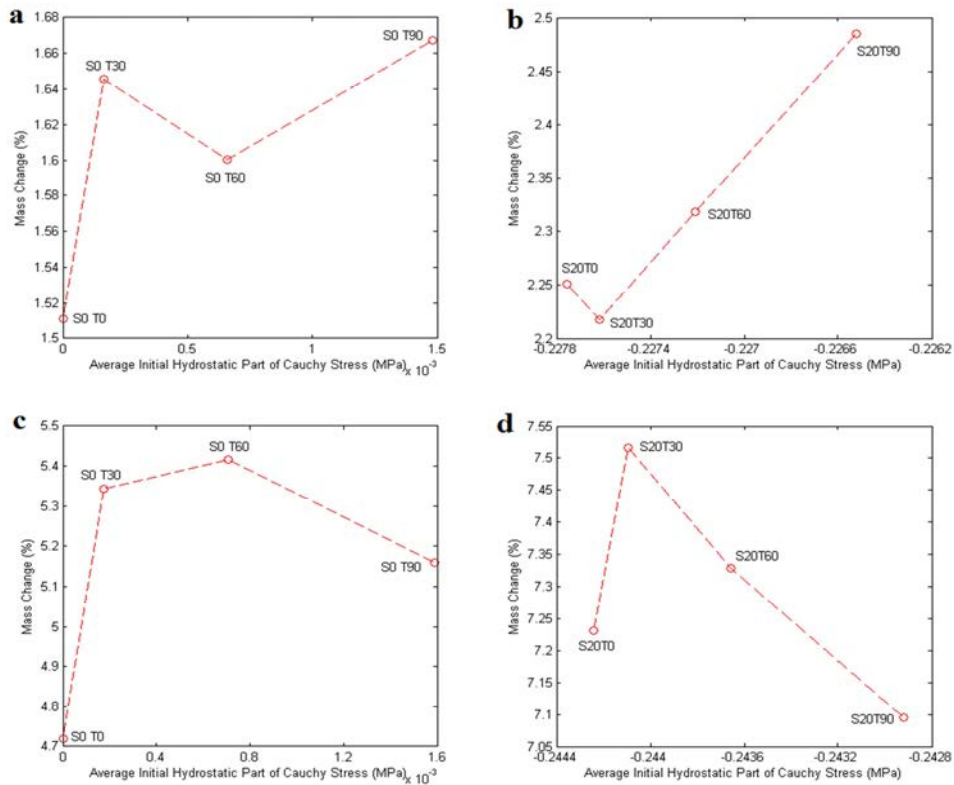 a
1.68
1.66
1.64
1.62
1.6
1.58
1.56
1.54
1.52
1.5
Mass Change (%)
S0 T90
S0 T30
S0 T60
S0 T0
0 0.5 1 1.5
Average Initial Hydrostatic Part of Cauchy Stress (MPa) x 10⁻³
b
2.5
2.45
2.4
2.35
2.3
2.25
2.2
Mass Change (%)
S20T90
S20T60
S20T0
S20T30
-0.2278 -0.2274 -0.227 -0.2266 -0.2262
Average Initial Hydrostatic Part of Cauchy Stress (MPa)
c
5.5
5.4
5.3
5.2
5.1
5
4.9
4.8
4.7
Mass Change (%)
S0 T60
S0 T30
S0 T90
S0 T0
0 0.4 0.8 1.2 1.6
Average Initial Hydrostatic Part of Cauchy Stress (MPa) x 10⁻³
d
7.55
7.5
7.45
7.4
7.35
7.3
7.25
7.2
7.15
7.1
7.05
Mass Change (%)
S20T30
S20T60
S20T0
S20T90
-0.2444 -0.244 -0.2436 -0.2432 -0.2428
Average Initial Hydrostatic Part of Cauchy Stress (MPa)